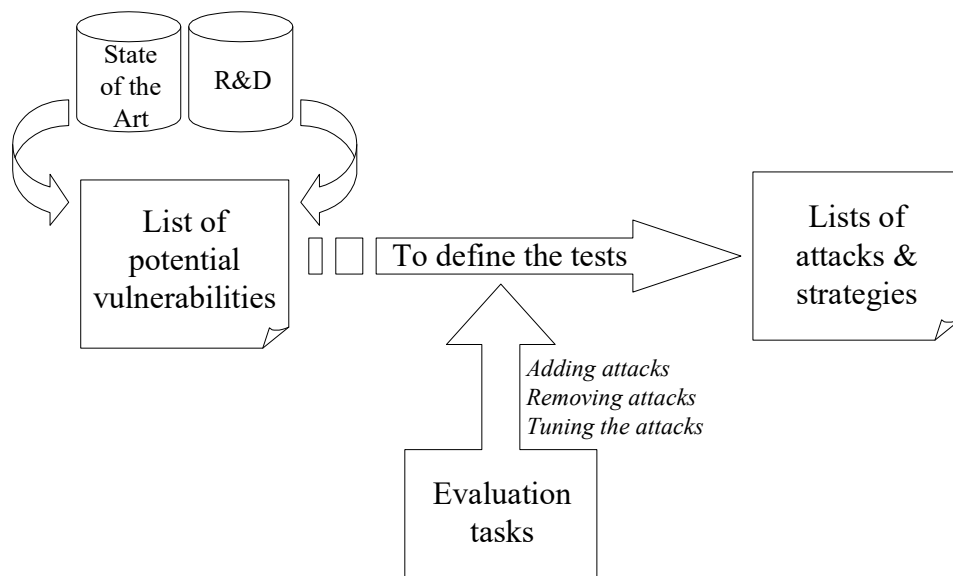 State
of the
Art
R&D
List of
potential
vulnerabilities
To define the tests
Lists of
attacks &
strategies
Adding attacks
Removing attacks
Tuning the attacks
Evaluation
tasks